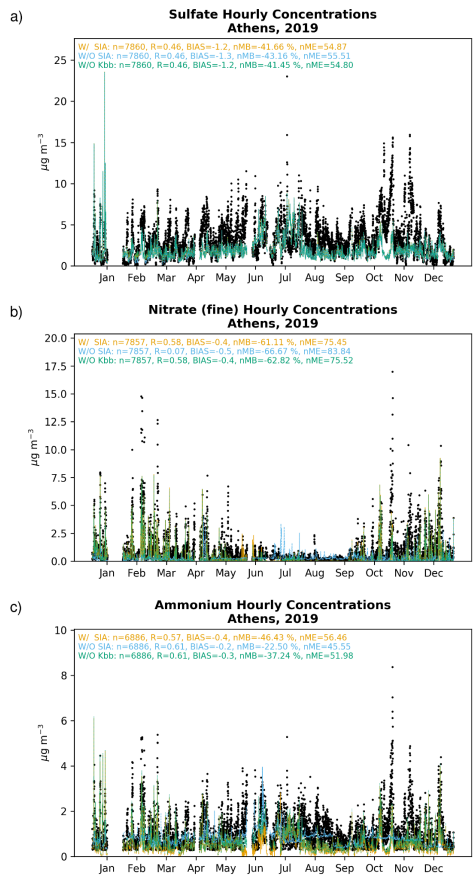 a)
Sulfate Hourly Concentrations
Athens, 2019
W/ SIA: n=7860, R=0.46, BIAS=-1.2, nMB=-41.66 %, nME=54.87
W/O SIA: n=7860, R=0.46, BIAS=-1.3, nMB=-43.16 %, nME=55.51
W/O Kbb: n=7860, R=0.46, BIAS=-1.2, nMB=-41.45 %, nME=54.80
25
20
15
10
5
0
μg m⁻³
Jan Feb Mar Apr May Jun Jul Aug Sep Oct Nov Dec
b)
Nitrate (fine) Hourly Concentrations
Athens, 2019
W/ SIA: n=7857, R=0.58, BIAS=-0.4, nMB=-61.11 %, nME=75.45
W/O SIA: n=7857, R=0.07, BIAS=-0.5, nMB=-66.67 %, nME=83.84
W/O Kbb: n=7857, R=0.58, BIAS=-0.4, nMB=-62.82 %, nME=75.52
20.0
17.5
15.0
12.5
10.0
7.5
5.0
2.5
0.0
μg m⁻³
Jan Feb Mar Apr May Jun Jul Aug Sep Oct Nov Dec
c)
Ammonium Hourly Concentrations
Athens, 2019
W/ SIA: n=6886, R=0.57, BIAS=-0.4, nMB=-46.43 %, nME=56.46
W/O SIA: n=6886, R=0.61, BIAS=-0.2, nMB=-22.50 %, nME=45.55
W/O Kbb: n=6886, R=0.61, BIAS=-0.3, nMB=-37.24 %, nME=51.98
10
8
6
4
2
0
μg m⁻³
Jan Feb Mar Apr May Jun Jul Aug Sep Oct Nov Dec